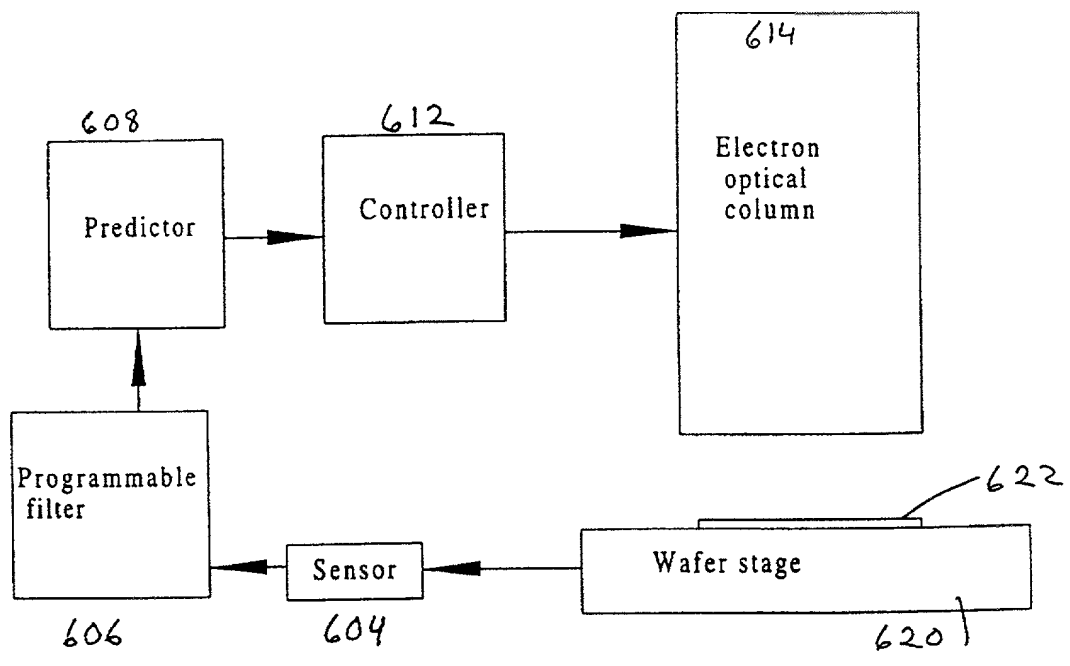 614
608
612
Electron
optical
column
Predictor
Controller
Programmable
filter
622
Sensor
Wafer stage
606
604
620